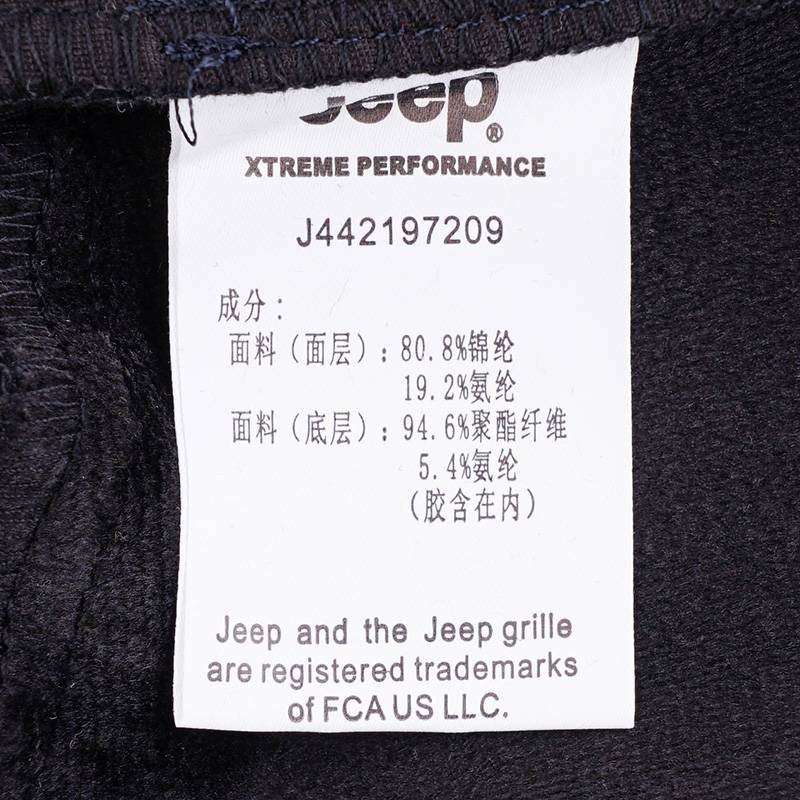 Jeep®
XTREME PERFORMANCE
J442197209
成分：
面料（面层）：80.8%锦纶
19.2%氨纶
面料（底层）：94.6%聚酯纤维
5.4%氨纶
（胶含在内）
Jeep and the Jeep grille
are registered trademarks
of FCA US LLC.